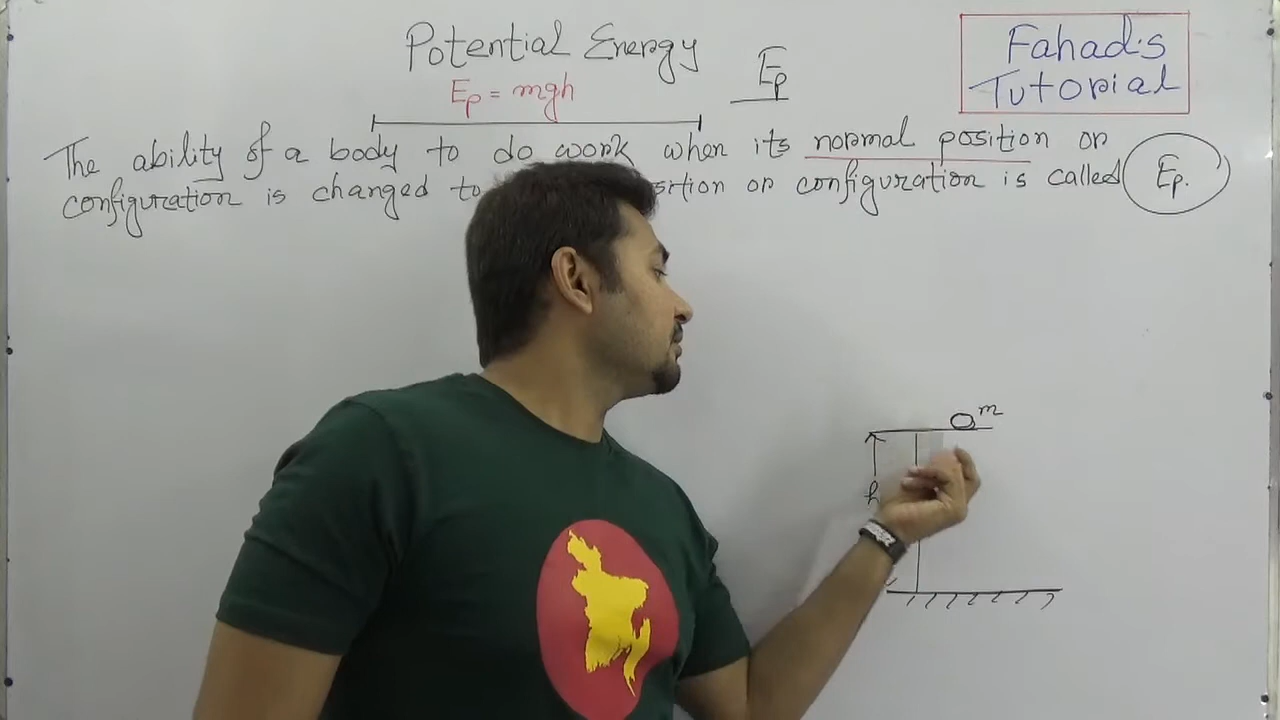 Potential Energy
Ep
Ep = mgh
Fahad's
Tutorial
The ability of a body to do work when its normal position or
configuration is changed to sition or configuration is called Ep.
m
h